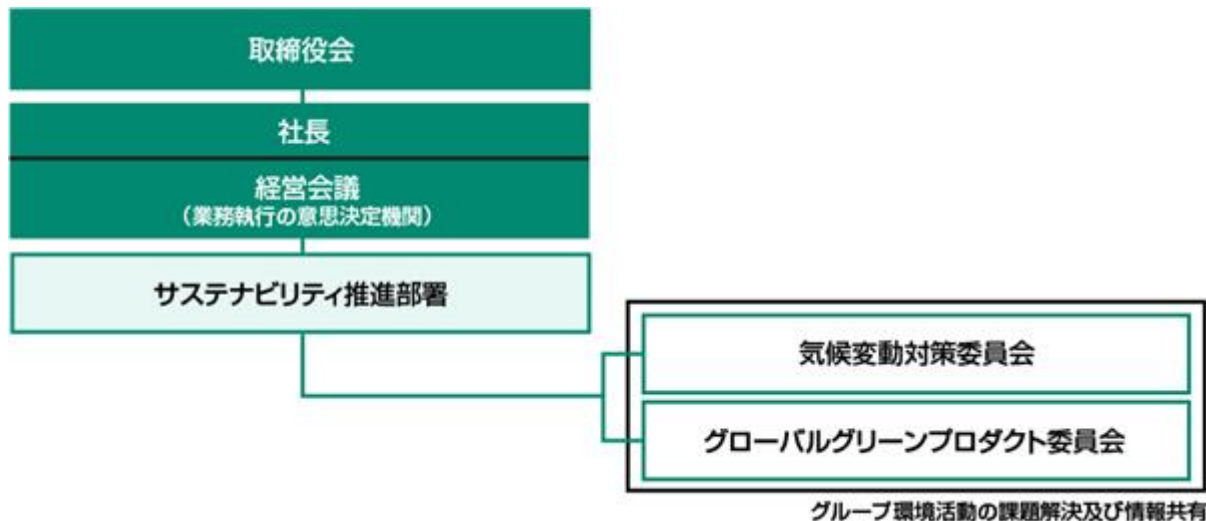 取締役会
社長
経営会議
（業務執行の意思決定機関）
サステナビリティ推進部署
気候変動対策委員会
グローバルグリーンプロダクト委員会
グループ環境活動の課題解決及び情報共有